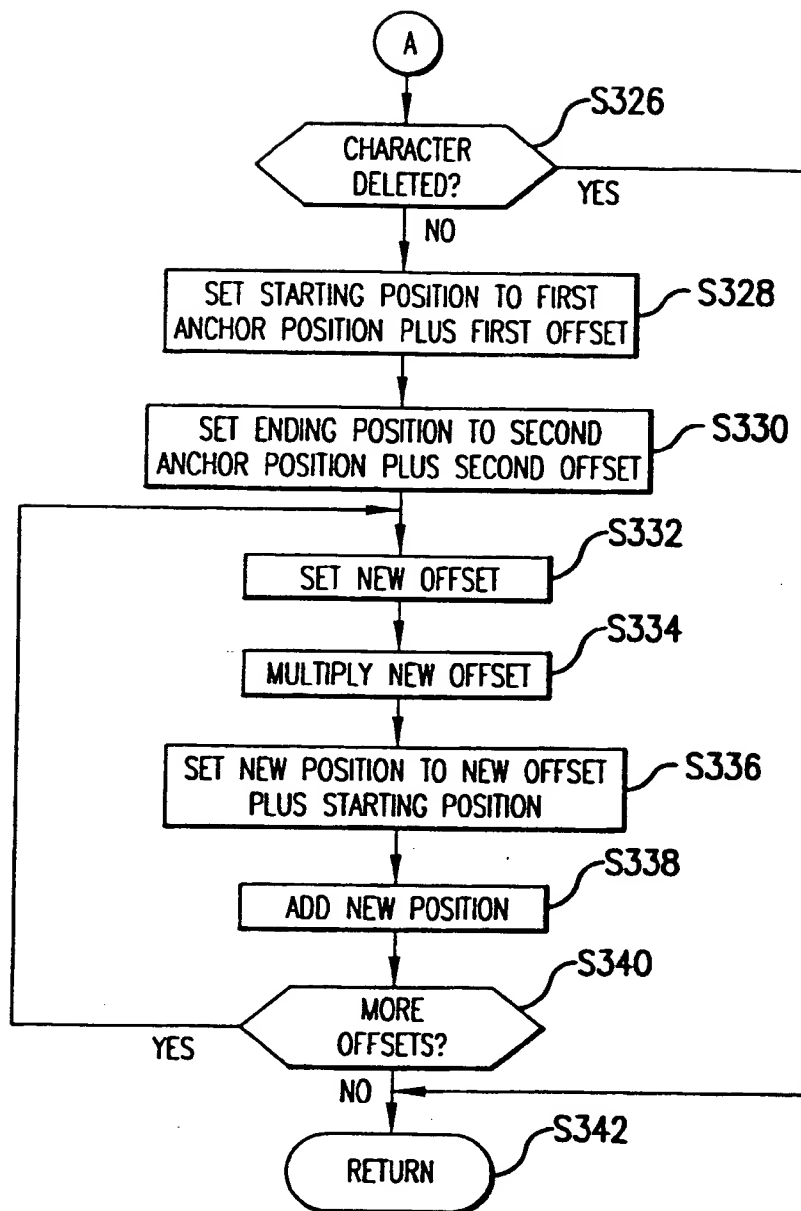 A
S326
CHARACTER
DELETED?
YES
NO
SET STARTING POSITION TO FIRST
ANCHOR POSITION PLUS FIRST OFFSET
S328
SET ENDING POSITION TO SECOND
ANCHOR POSITION PLUS SECOND OFFSET
S330
S332
SET NEW OFFSET
S334
MULTIPLY NEW OFFSET
SET NEW POSITION TO NEW OFFSET
PLUS STARTING POSITION
S336
S338
ADD NEW POSITION
S340
MORE
OFFSETS?
YES
NO
S342
RETURN